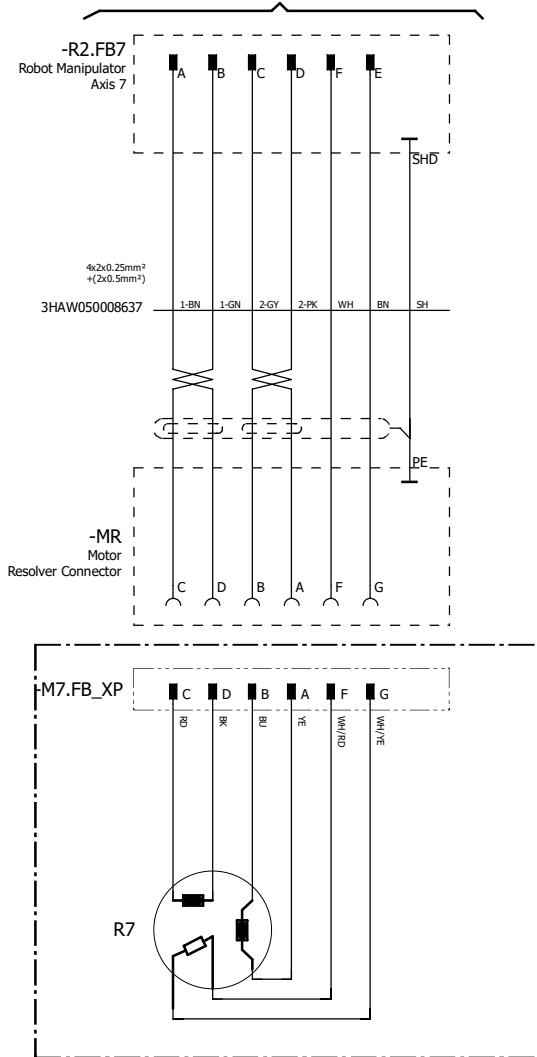 -R2.FB7
Robot Manipulator
Axis 7
A B C D F E
SHD
4x2x0.25mm²
+(2x0.5mm²)
3HAW050008637 1-BN 1-GN 2-GY 2-PK WH BN SH
PE
-MR
Motor
Resolver Connector
C D B A F G
-M7.FB_XP C D B A F G
RD BK BU YE WH/RD WH/YE
R7